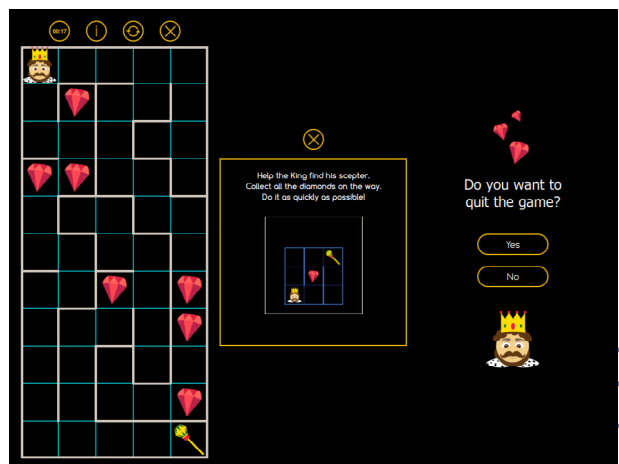 00:17
i
Help the King find his scepter.
Collect all the diamonds on the way.
Do it as quickly as possible!
Do you want to
quit the game?
Yes
No